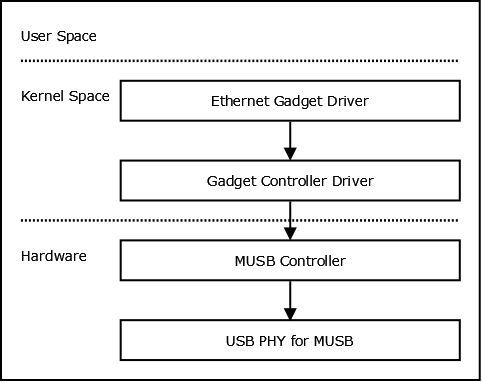 User Space
Kernel Space
Ethernet Gadget Driver
Gadget Controller Driver
Hardware
MUSB Controller
USB PHY for MUSB